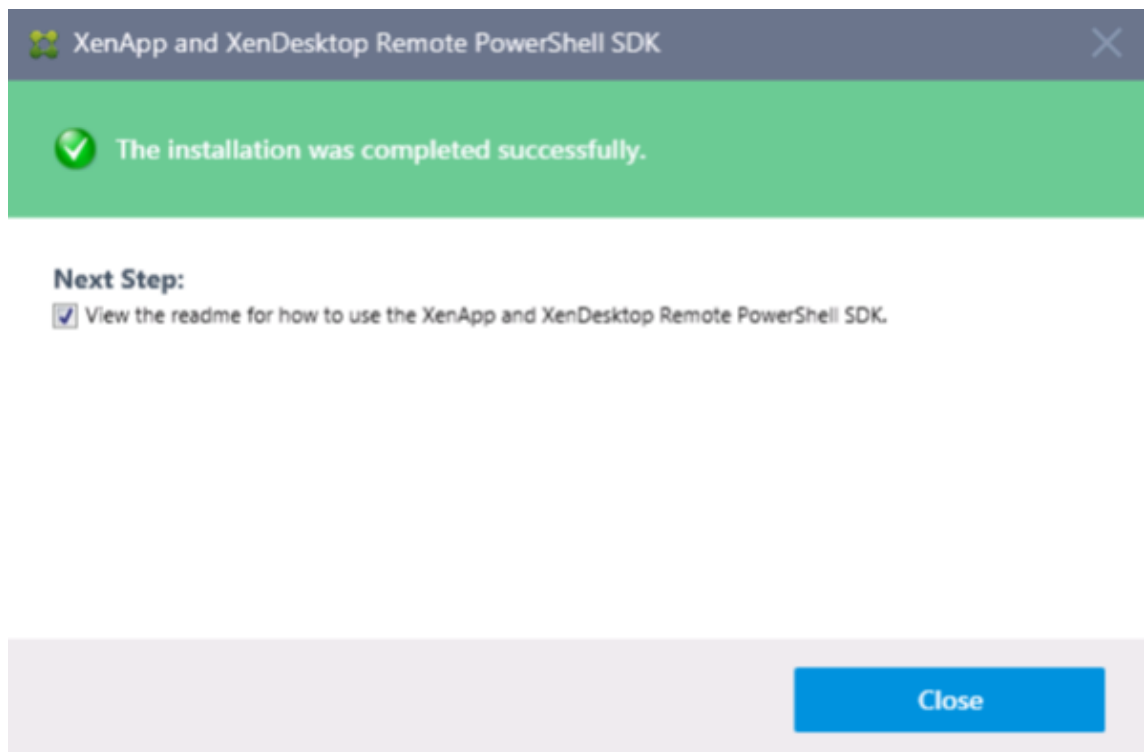 XenApp and XenDesktop Remote PowerShell SDK
The installation was completed successfully.
Next Step:
View the readme for how to use the XenApp and XenDesktop Remote PowerShell SDK.
Close